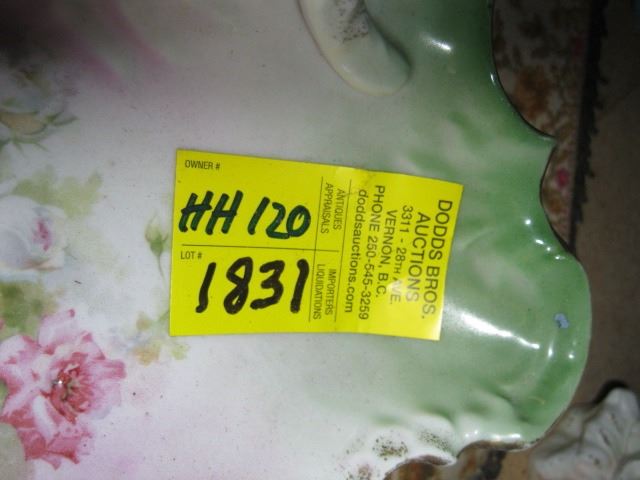 OWNER #
HH 120
LOT #
1831
ANTIQUES
APPRAISALS
IMPORTERS
LIQUIDATIONS
DODDS BROS.
AUCTIONS
3311 - 28TH AVE.
VERNON, B.C.
PHONE 250-545-3259
doddsauctions.com